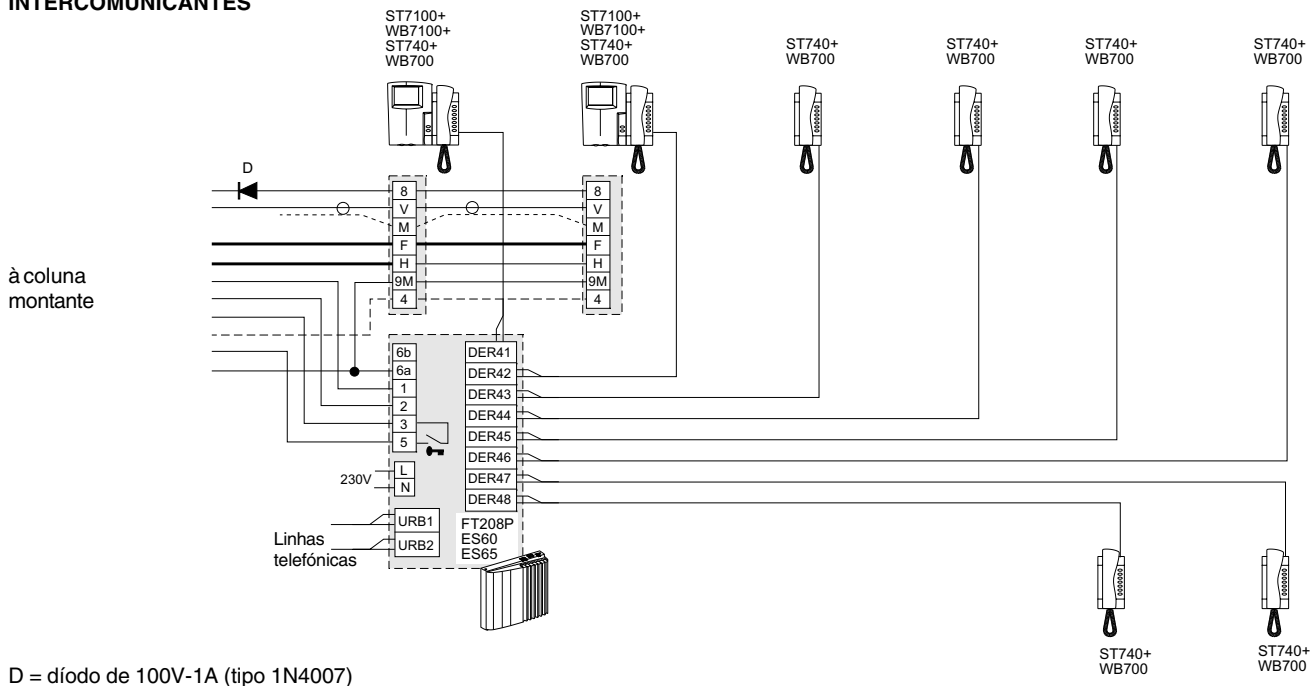 INTERCOMUNICANTES
ST7100+
WB7100+
ST740+
WB700
ST7100+
WB7100+
ST740+
WB700
ST740+
WB700
ST740+
WB700
ST740+
WB700
ST740+
WB700
D
8
V
M
F
H
9M
4
8
V
M
F
H
9M
4
à coluna
montante
6b
6a
1
2
3
5
L
N
230V
URB1
URB2
Linhas
telefónicas
DER41
DER42
DER43
DER44
DER45
DER46
DER47
DER48
FT208P
ES60
ES65
ST740+
WB700
ST740+
WB700
D = díodo de 100V-1A (tipo 1N4007)